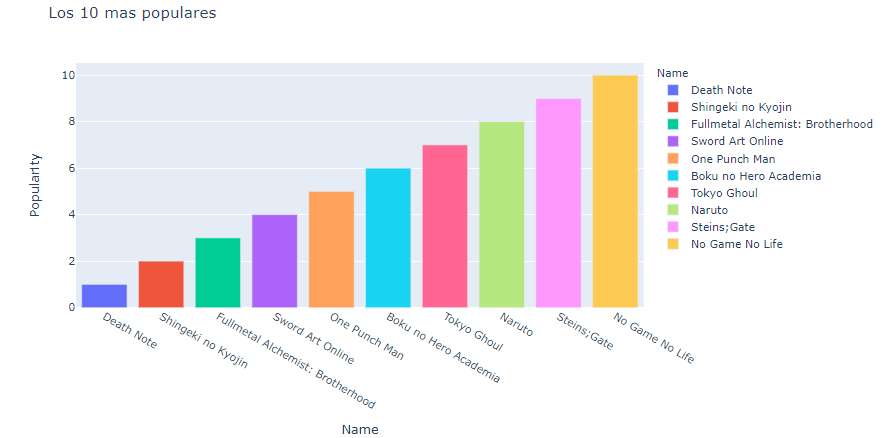 Los 10 mas populares
Popularity
10
8
6
4
2
0
Death Note
Shingeki no Kyojin
Fullmetal Alchemist: Brotherhood
Sword Art Online
One Punch Man
Boku no Hero Academia
Tokyo Ghoul
Naruto
Steins;Gate
No Game No Life
Name
Name
Death Note
Shingeki no Kyojin
Fullmetal Alchemist: Brotherhood
Sword Art Online
One Punch Man
Boku no Hero Academia
Tokyo Ghoul
Naruto
Steins;Gate
No Game No Life